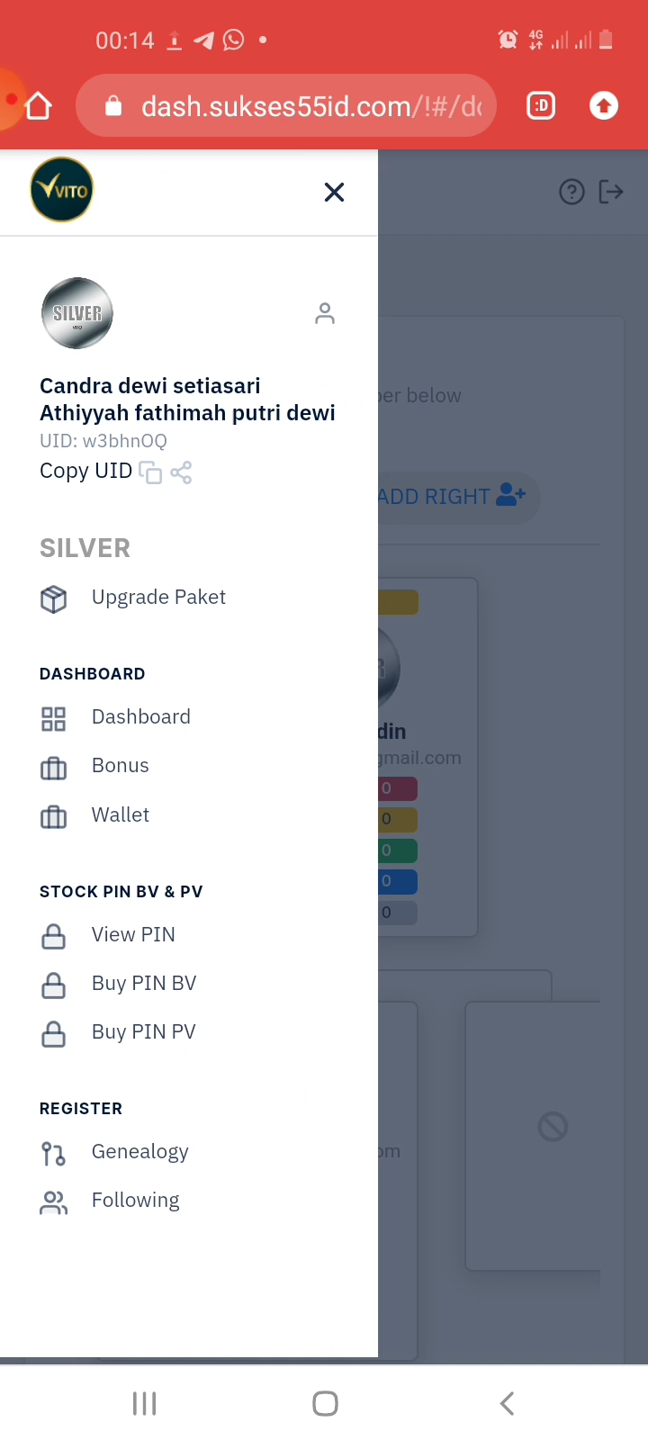 00:14
4G
dash.sukses55id.com/!#/do
:D
VITO
SILVER
Candra dewi setiasari
Athiyyah fathimah putri dewi
UID: w3bhnOQ
Copy UID
ber below
ADD RIGHT
SILVER
Upgrade Paket
DASHBOARD
Dashboard
din
Bonus
gmail.com
0
Wallet
0
0
STOCK PIN BV & PV
0
View PIN
0
Buy PIN BV
Buy PIN PV
REGISTER
Genealogy
om
Following